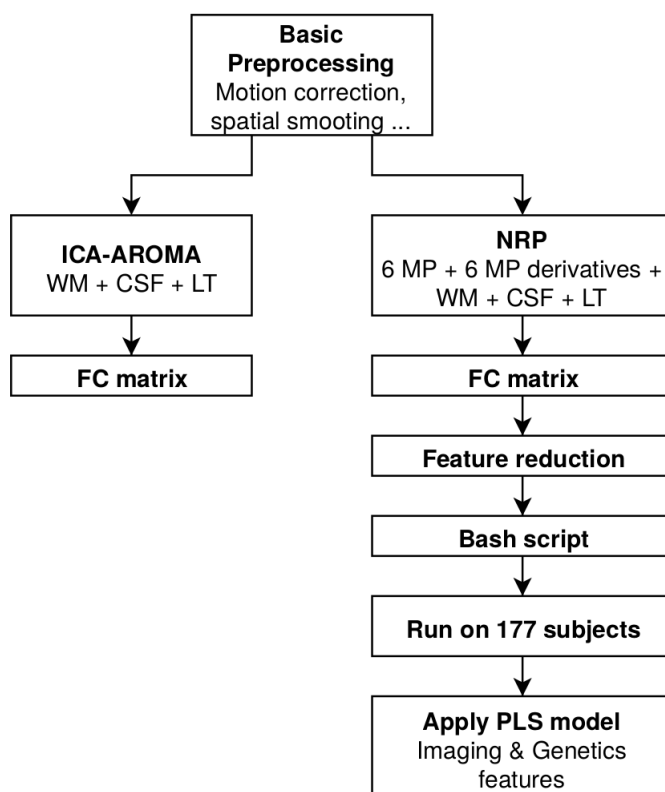 Basic
Preprocessing
Motion correction,
spatial smooting ...
ICA-AROMA
WM + CSF + LT
FC matrix
NRP
6 MP + 6 MP derivatives +
WM + CSF + LT
FC matrix
Feature reduction
Bash script
Run on 177 subjects
Apply PLS model
Imaging & Genetics
features